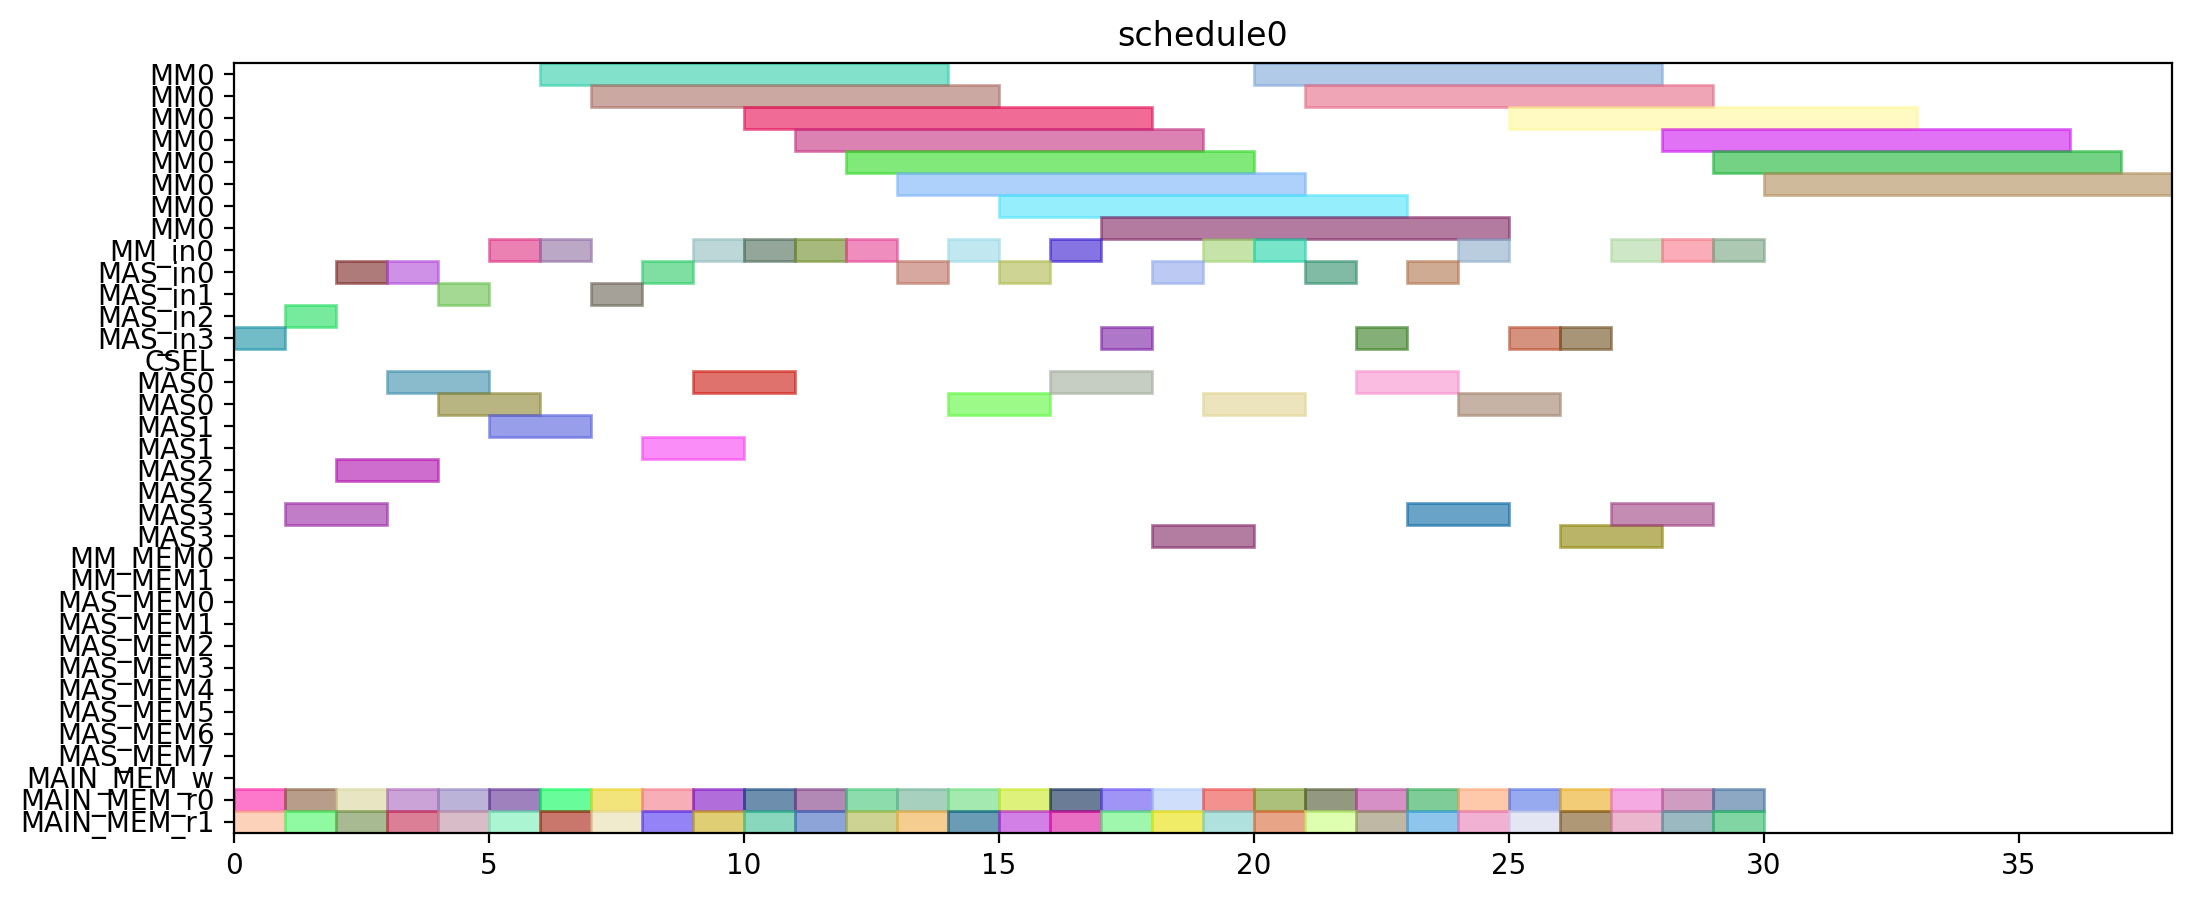 schedule0
MM0
MM0
MM0
MM0
MM0
MM0
MM0
MM0
MM_in0
MAS_in0
MAS_in1
MAS_in2
MAS_in3
CSEL
MAS0
MAS0
MAS1
MAS1
MAS2
MAS2
MAS3
MAS3
MM_MEM0
MM_MEM1
MAS_MEM0
MAS_MEM1
MAS_MEM2
MAS_MEM3
MAS_MEM4
MAS_MEM5
MAS_MEM6
MAS_MEM7
MAIN_MEM_w
MAIN_MEM_r0
MAIN_MEM_r1
0 5 10 15 20 25 30 35